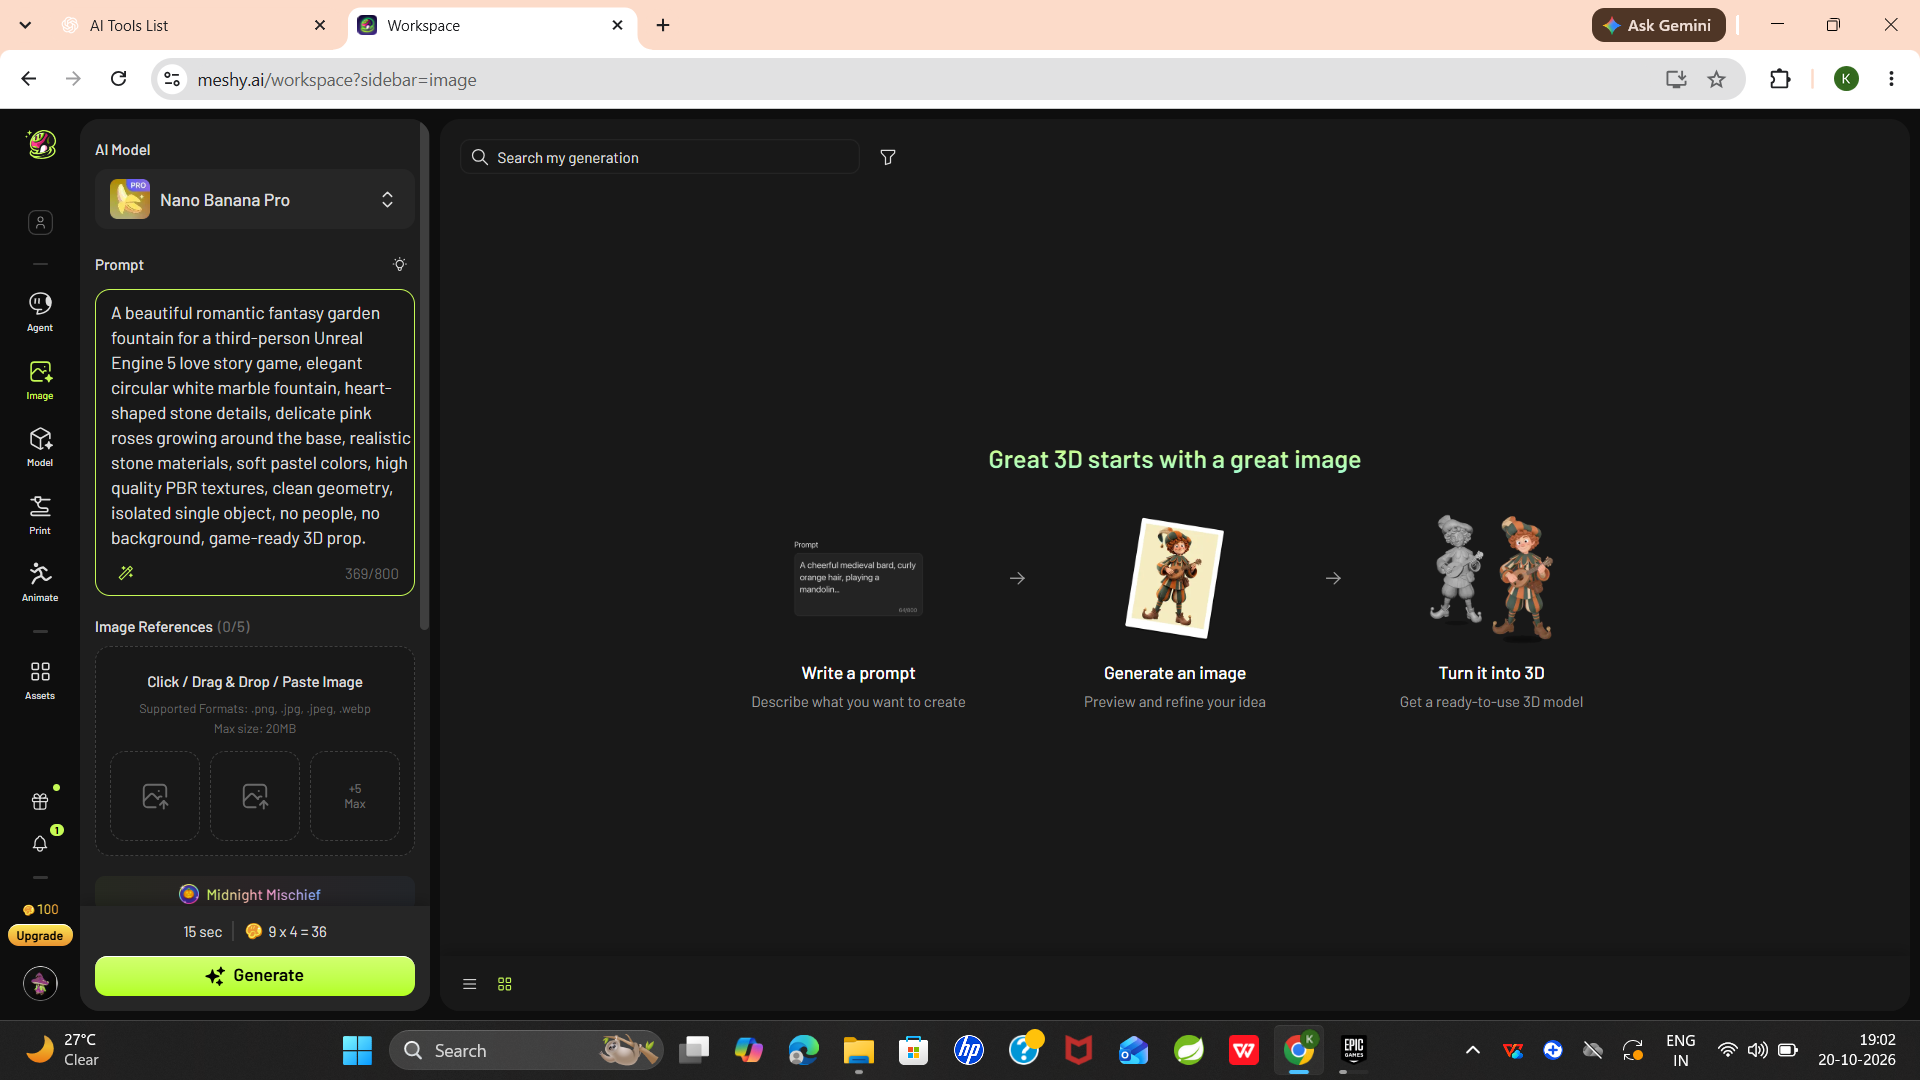 AI Tools List
Workspace
Ask Gemini
meshy.ai/workspace?sidebar=image
K
AI Model
PRO
Nano Banana Pro
Prompt
A beautiful romantic fantasy garden
fountain for a third-person Unreal
Engine 5 love story game, elegant
circular white marble fountain, heart-
shaped stone details, delicate pink
roses growing around the base, realistic
stone materials, soft pastel colors, high
quality PBR textures, clean geometry,
isolated single object, no people, no
background, game-ready 3D prop.
369/800
Image References (0/5)
Click / Drag & Drop / Paste Image
Supported Formats: .png, .jpg, .jpeg, .webp
Max size: 20MB
+5
Max
Midnight Mischief
15 sec
9 x 4 = 36
Generate
Agent
Image
Model
Print
Animate
Assets
1
100
Upgrade
Search my generation
Great 3D starts with a great image
Prompt
A cheerful medieval bard, curly
orange hair, playing a
mandolin...
64/800
Write a prompt
Describe what you want to create
Generate an image
Preview and refine your idea
Turn it into 3D
Get a ready-to-use 3D model
27°C
Clear
Search
hp
K
EPIC
GAMES
ENG
IN
19:02
20-10-2026